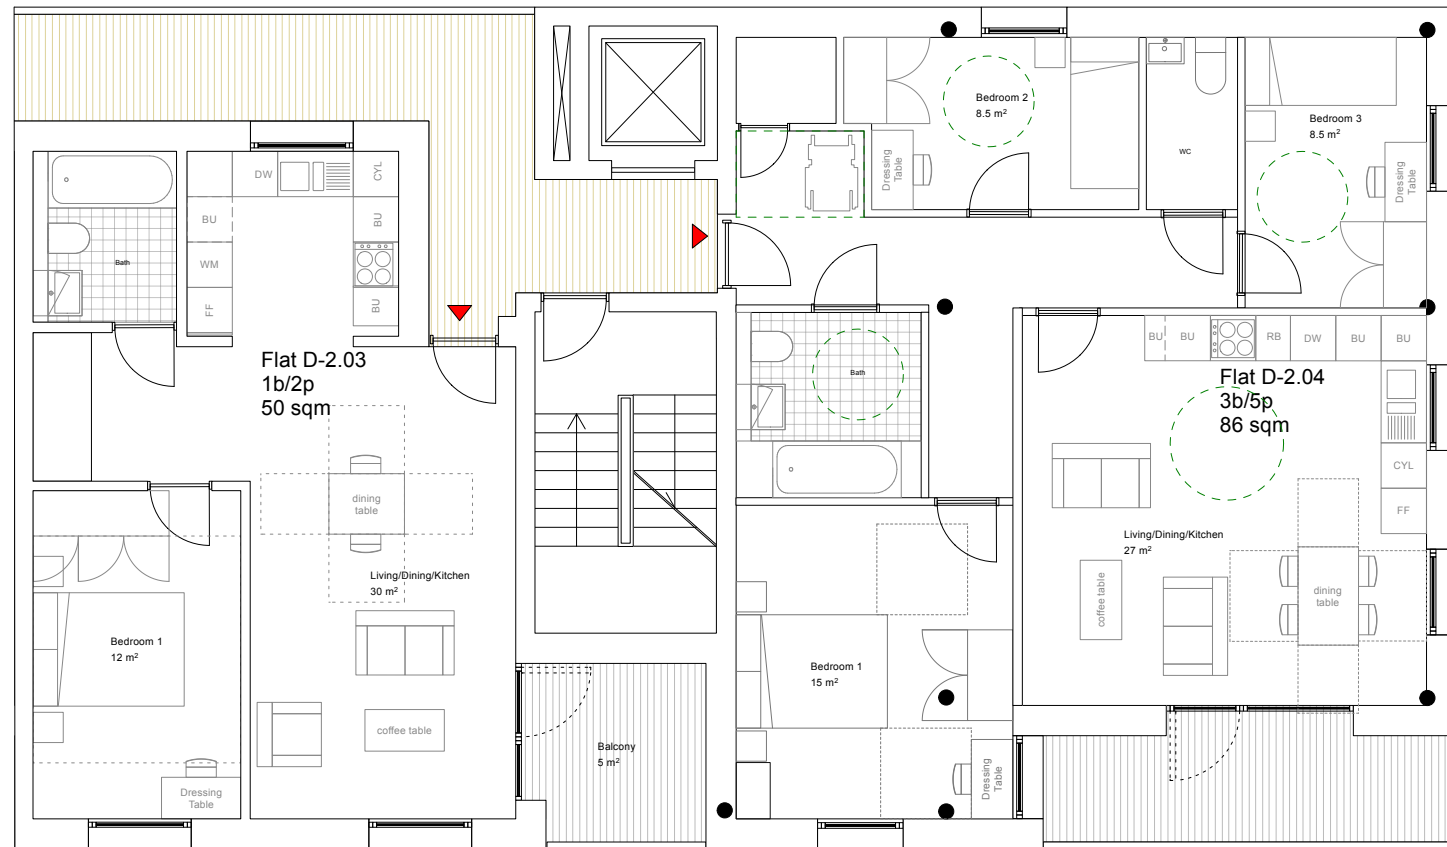 Flat D-2.03
1b/2p
50 sqm
Bath
DW
CYL
BU
BU
WM
FF
BU
BU
dining
table
Living/Dining/Kitchen
30 m²
Bedroom 1
12 m²
coffee table
Dressing
Table
Balcony
5 m²
Bedroom 2
8.5 m²
Dressing
Table
WC
Bedroom 3
8.5 m²
Dressing
Table
Bath
BU
BU
RB
DW
BU
BU
Flat D-2.04
3b/5p
86 sqm
CYL
FF
Living/Dining/Kitchen
27 m²
coffee table
dining
table
Bedroom 1
15 m²
Dressing
Table